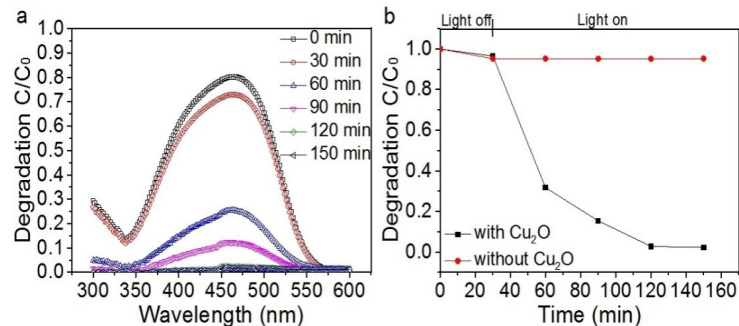 a
Degradation C/C₀
1.0
0.9
0.8
0.7
0.6
0.5
0.4
0.3
0.2
0.1
0.0
300 350 400 450 500 550 600
Wavelength (nm)
0 min
30 min
60 min
90 min
120 min
150 min
b
Light off Light on
Degradation C/C₀
1.0
0.8
0.6
0.4
0.2
0.0
0 20 40 60 80 100 120 140 160
Time (min)
with Cu₂O
without Cu₂O